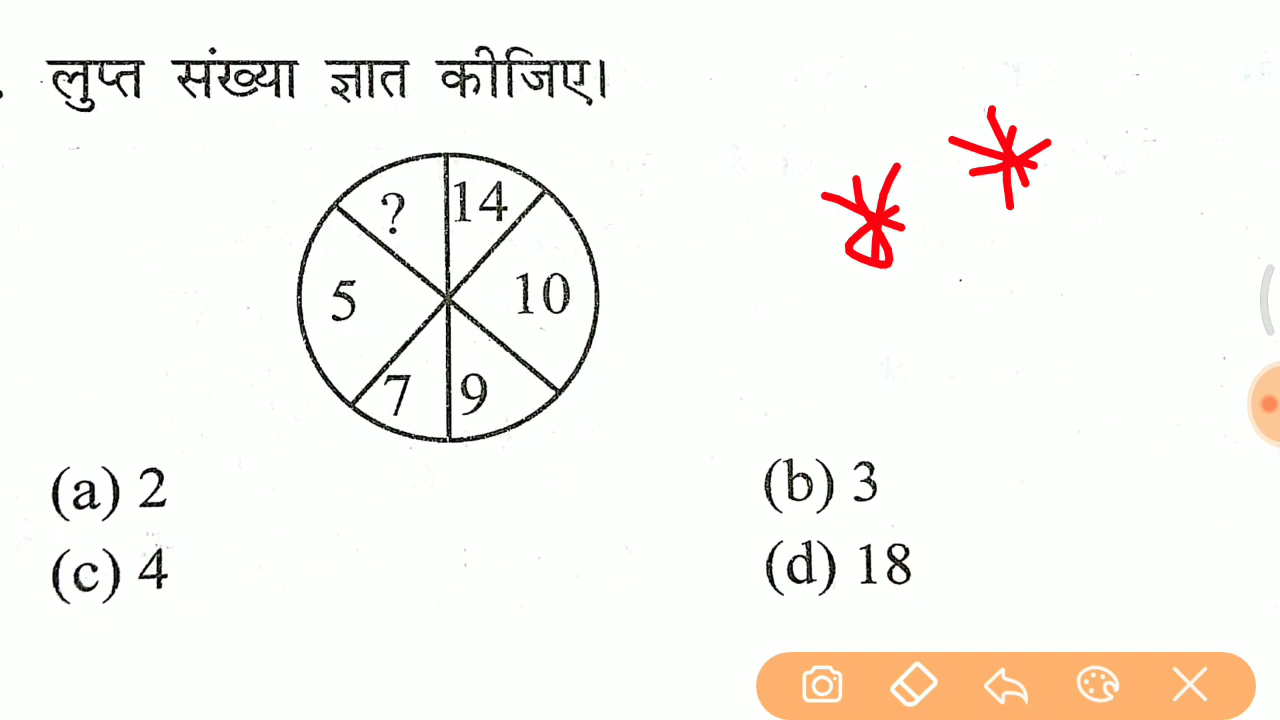 . लुप्त संख्या ज्ञात कीजिए।
? 14
5 10
7 9
(a) 2 (b) 3
(c) 4 (d) 18